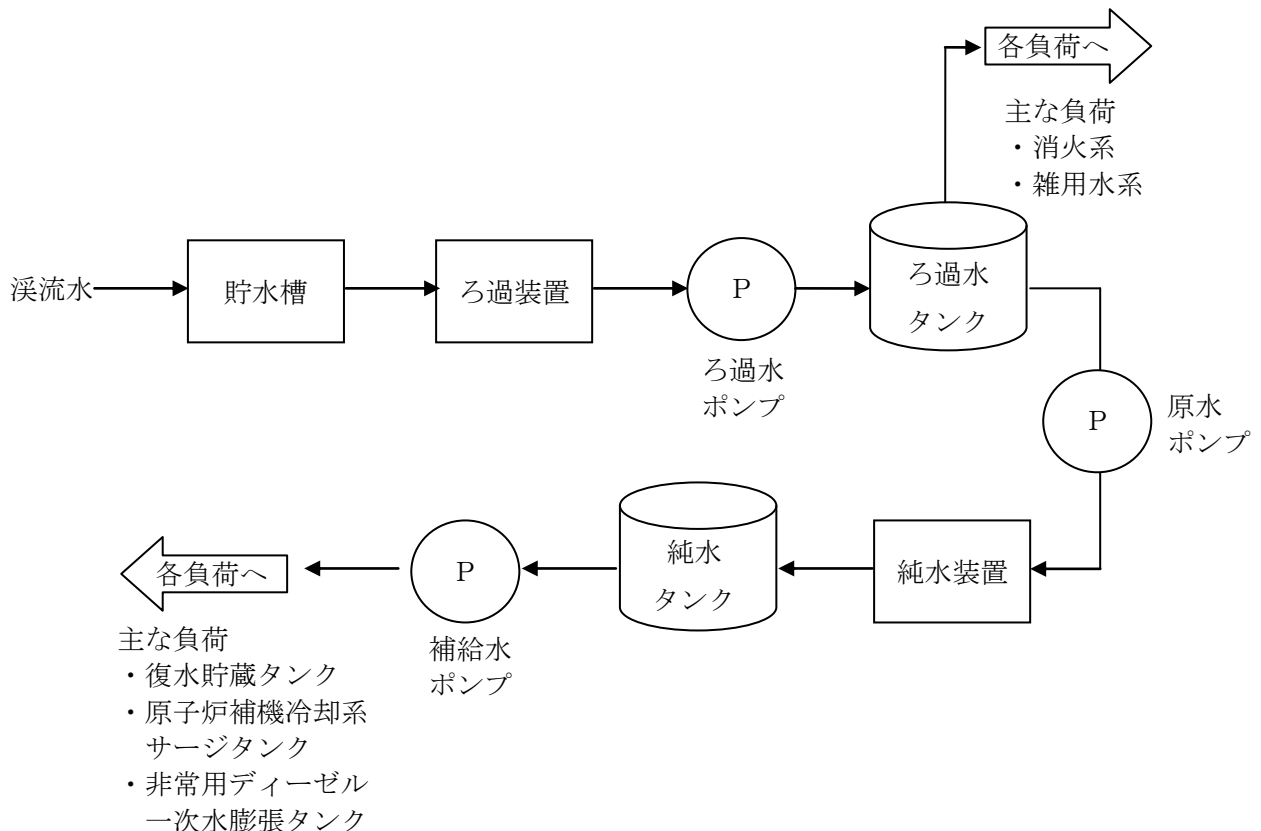 各負荷へ
主な負荷
・消火系
・雑用水系
渓流水
貯水槽
ろ過装置
P
ろ過水
ポンプ
ろ過水
タンク
P
原水
ポンプ
純水装置
純水
タンク
P
補給水
ポンプ
各負荷へ
主な負荷
・復水貯蔵タンク
・原子炉補機冷却系
サージタンク
・非常用ディーゼル
一次水膨張タンク